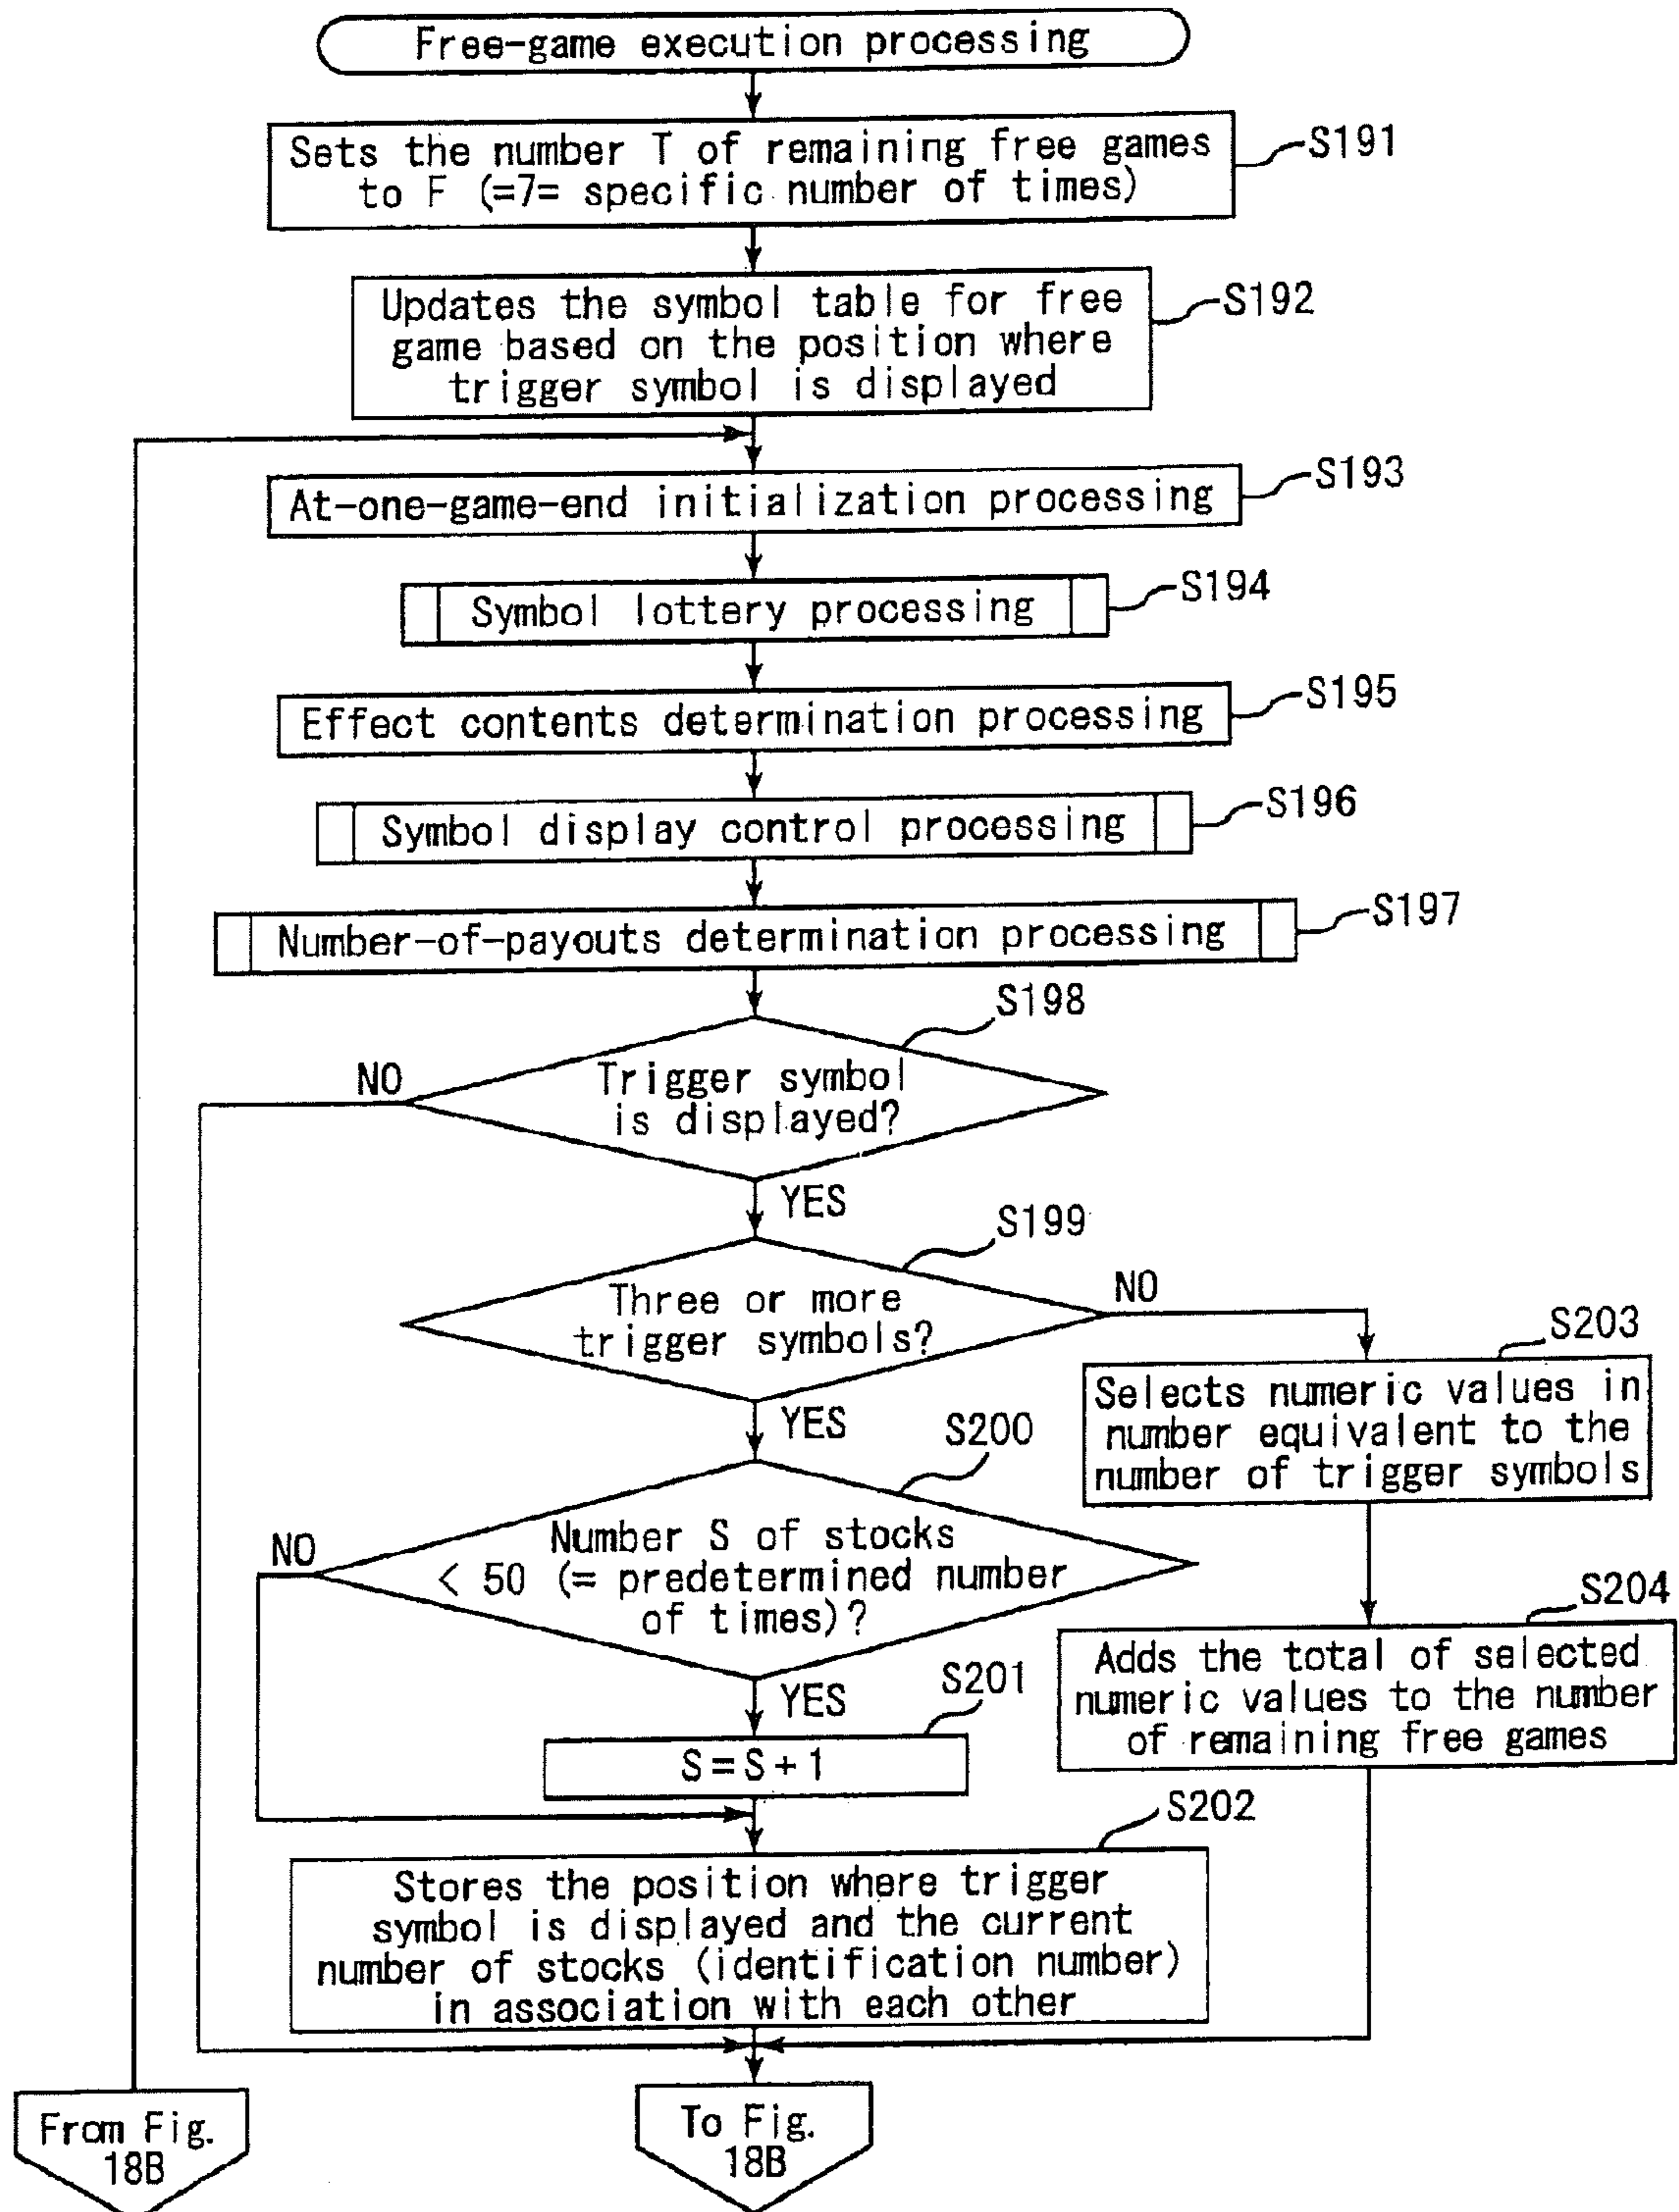 Free-game execution processing
Sets the number T of remaining free games
to F (=7= specific number of times)
S191
Updates the symbol table for free
game based on the position where
trigger symbol is displayed
S192
At-one-game-end initialization processing
S193
Symbol lottery processing
S194
Effect contents determination processing
S195
Symbol display control processing
S196
Number-of-payouts determination processing
S197
S198
Trigger symbol
is displayed?
NO
YES
S199
Three or more
trigger symbols?
NO
YES
S203
Selects numeric values in
number equivalent to the
number of trigger symbols
S200
Number S of stocks
< 50 (= predetermined number
of times)?
NO
YES
S204
Adds the total of selected
numeric values to the number
of remaining free games
S201
S=S+1
S202
Stores the position where trigger
symbol is displayed and the current
number of stocks (identification number)
in association with each other
From Fig.
18B
To Fig.
18B